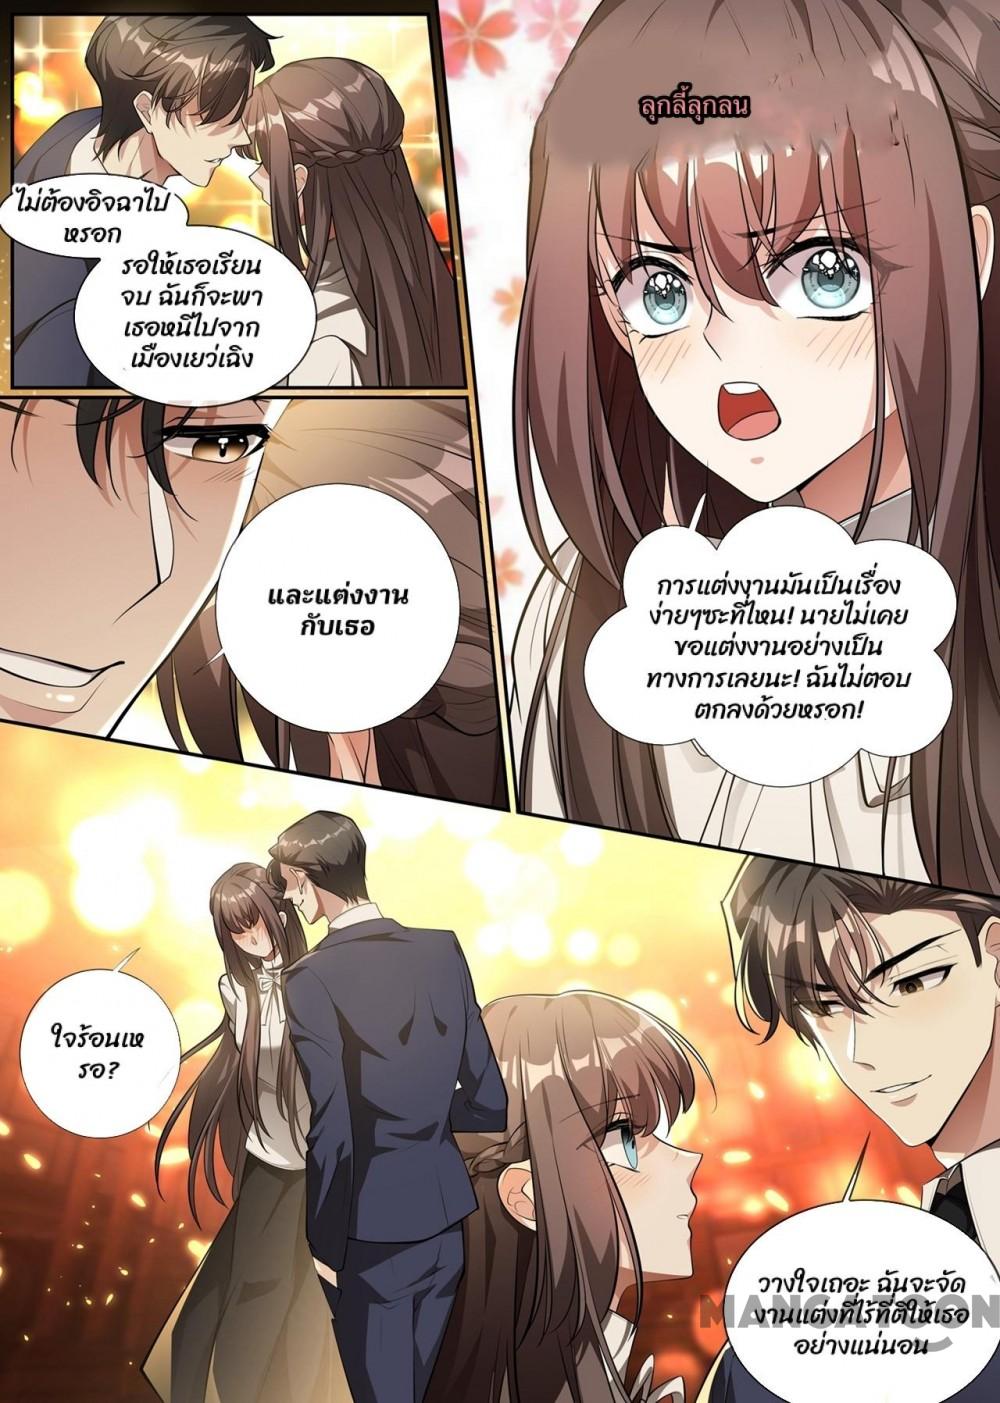 ไม่ต้องอิจฉาไป
หรอก
รอให้เธอเรียน
จบ ฉันก็จะพา
เธอหนีไปจาก
เมืองเยว่เฉิง
ลุกลี้ลุกลน
และแต่งงาน
กับเธอ
การแต่งงานมันเป็นเรื่อง
ง่ายๆซะที่ไหน! นายไม่เคย
ขอแต่งงานอย่างเป็น
ทางการเลยนะ! ฉันไม่ตอบ
ตกลงด้วยหรอก!
ใจร้อนเห
รอ?
วางใจเถอะ ฉันจะจัด
งานแต่งที่ไร้ที่ติให้เธอ
อย่างแน่นอน
MANGATOON